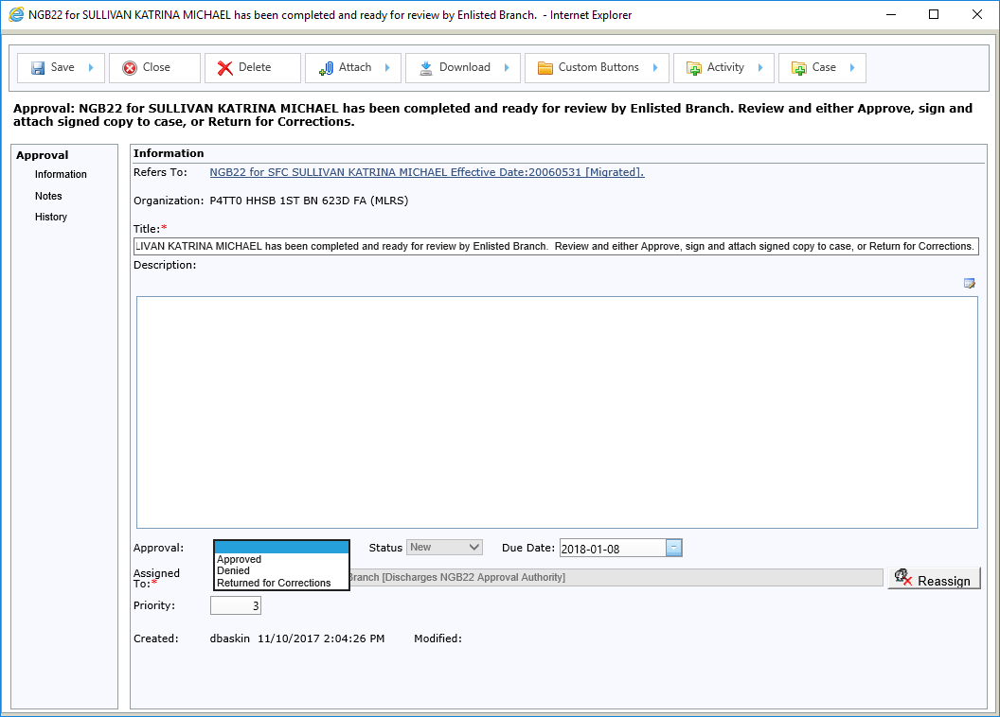 NGB22 for SULLIVAN KATRINA MICHAEL has been completed and ready for review by Enlisted Branch. - Internet Explorer
Save Close Delete Attach Download Custom Buttons Activity Case
Approval: NGB22 for SULLIVAN KATRINA MICHAEL has been completed and ready for review by Enlisted Branch. Review and either Approve, sign and
attach signed copy to case, or Return for Corrections.
Approval
Information
Notes
History
Information
Refers To: NGB22 for SFC SULLIVAN KATRINA MICHAEL Effective Date:20060531 [Migrated].
Organization: P4TT0 HHSB 1ST BN 623D FA (MLRS)
Title:*
LIVAN KATRINA MICHAEL has been completed and ready for review by Enlisted Branch. Review and either Approve, sign and attach signed copy to case, or Return for Corrections.
Description:
Approval: Status New Due Date: 2018-01-08
Approved
Denied
Returned for Corrections
Assigned
To:* Branch [Discharges NGB22 Approval Authority] Reassign
Priority: 3
Created: dbaskin 11/10/2017 2:04:26 PM Modified: